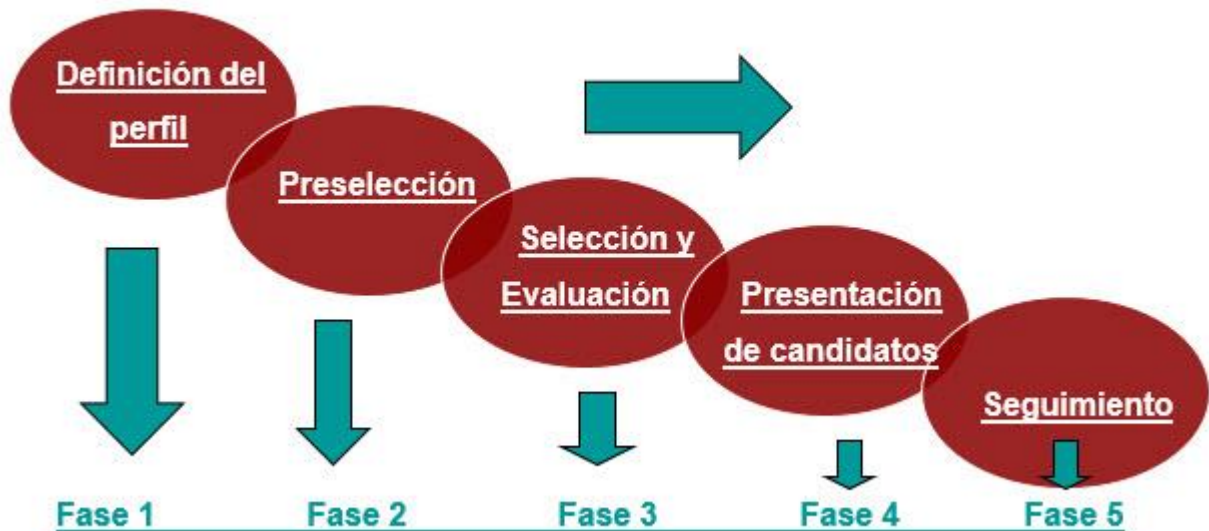 Definición del
perfil
Preselección
Selección y
Evaluación
Presentación
de candidatos
Seguimiento
Fase 1
Fase 2
Fase 3
Fase 4
Fase 5